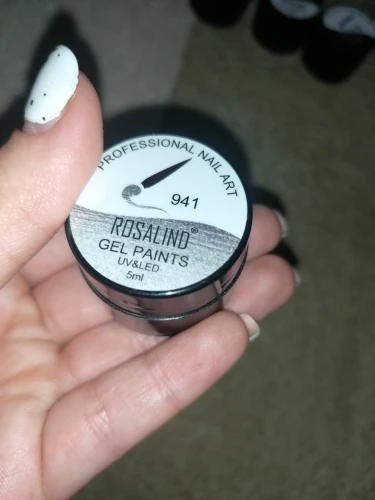 PROFESSIONAL NAIL ART
941
ROSALIND®
GEL PAINTS
UV&LED
5ml